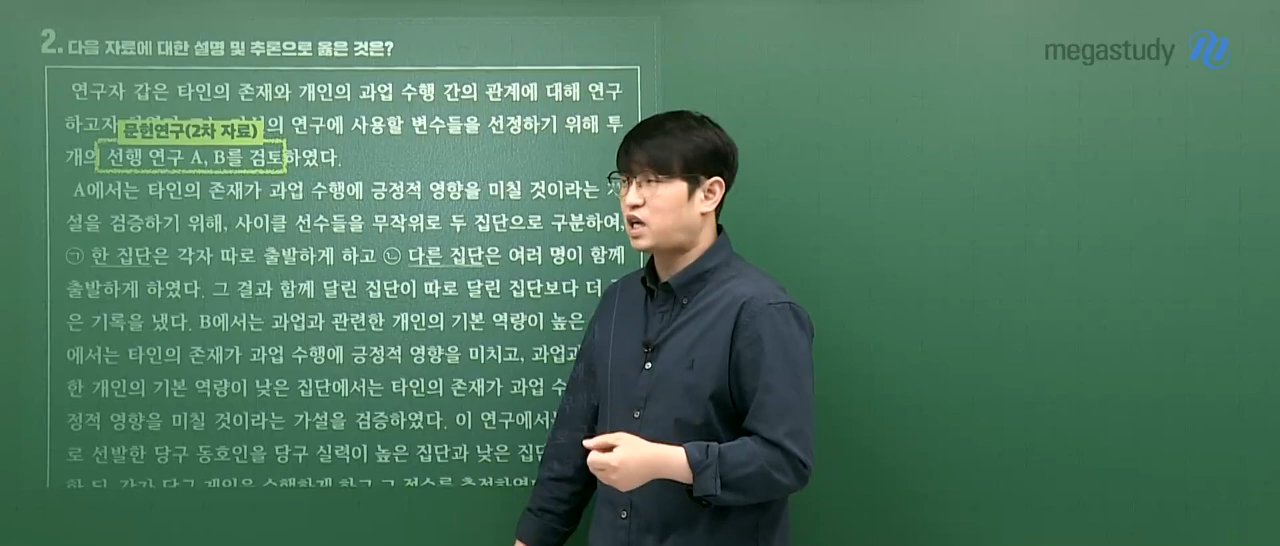 megastudy
2. 다음 자료에 대한 설명 및 추론으로 옳은 것은?
연구자 갑은 타인의 존재와 개인의 과업 수행 간의 관계에 대해 연구
하고자 의 연구에 사용할 변수들을 선정하기 위해 투
문헌연구(2차 자료)
개의 선행 연구 A, B를 검토하였다.
A에서는 타인의 존재가 과업 수행에 긍정적 영향을 미칠 것이라는
설을 검증하기 위해, 사이클 선수들을 무작위로 두 집단으로 구분하여,
㉠ 한 집단은 각자 따로 출발하게 하고 ㉡ 다른 집단은 여러 명이 함께
출발하게 하였다. 그 결과 함께 달린 집단이 따로 달린 집단보다 더
은 기록을 냈다. B에서는 과업과 관련한 개인의 기본 역량이 높은
에서는 타인의 존재가 과업 수행에 긍정적 영향을 미치고, 과업과
한 개인의 기본 역량이 낮은 집단에서는 타인의 존재가 과업 수
정적 영향을 미칠 것이라는 가설을 검증하였다. 이 연구에서는
로 선발한 당구 동호인을 당구 실력이 높은 집단과 낮은 집단